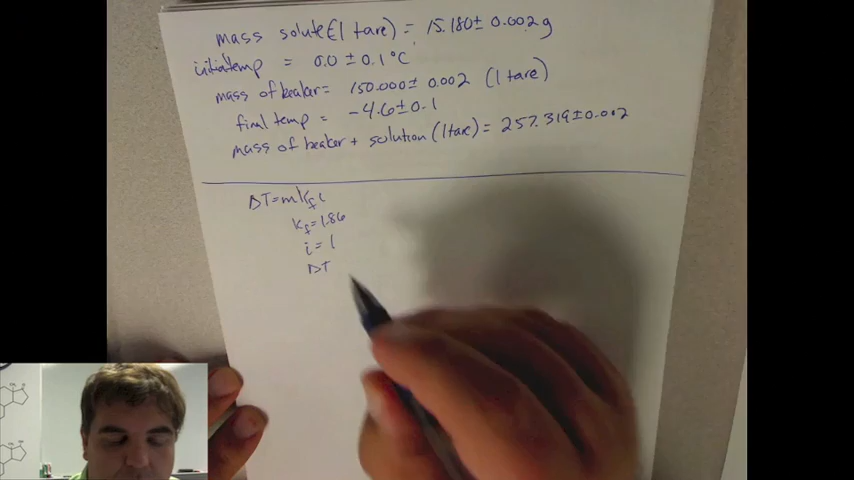 mass solute (1 tare) = 15.180 ± 0.002 g
initial temp = 0.0 ± 0.1 °C
mass of beaker = 150.000 ± 0.002 (1 tare)
final temp = -4.6 ± 0.1
mass of beaker + solution (1 tare) = 257.319 ± 0.002
ΔT = mKfi
Kf = 1.86
i = 1
ΔT